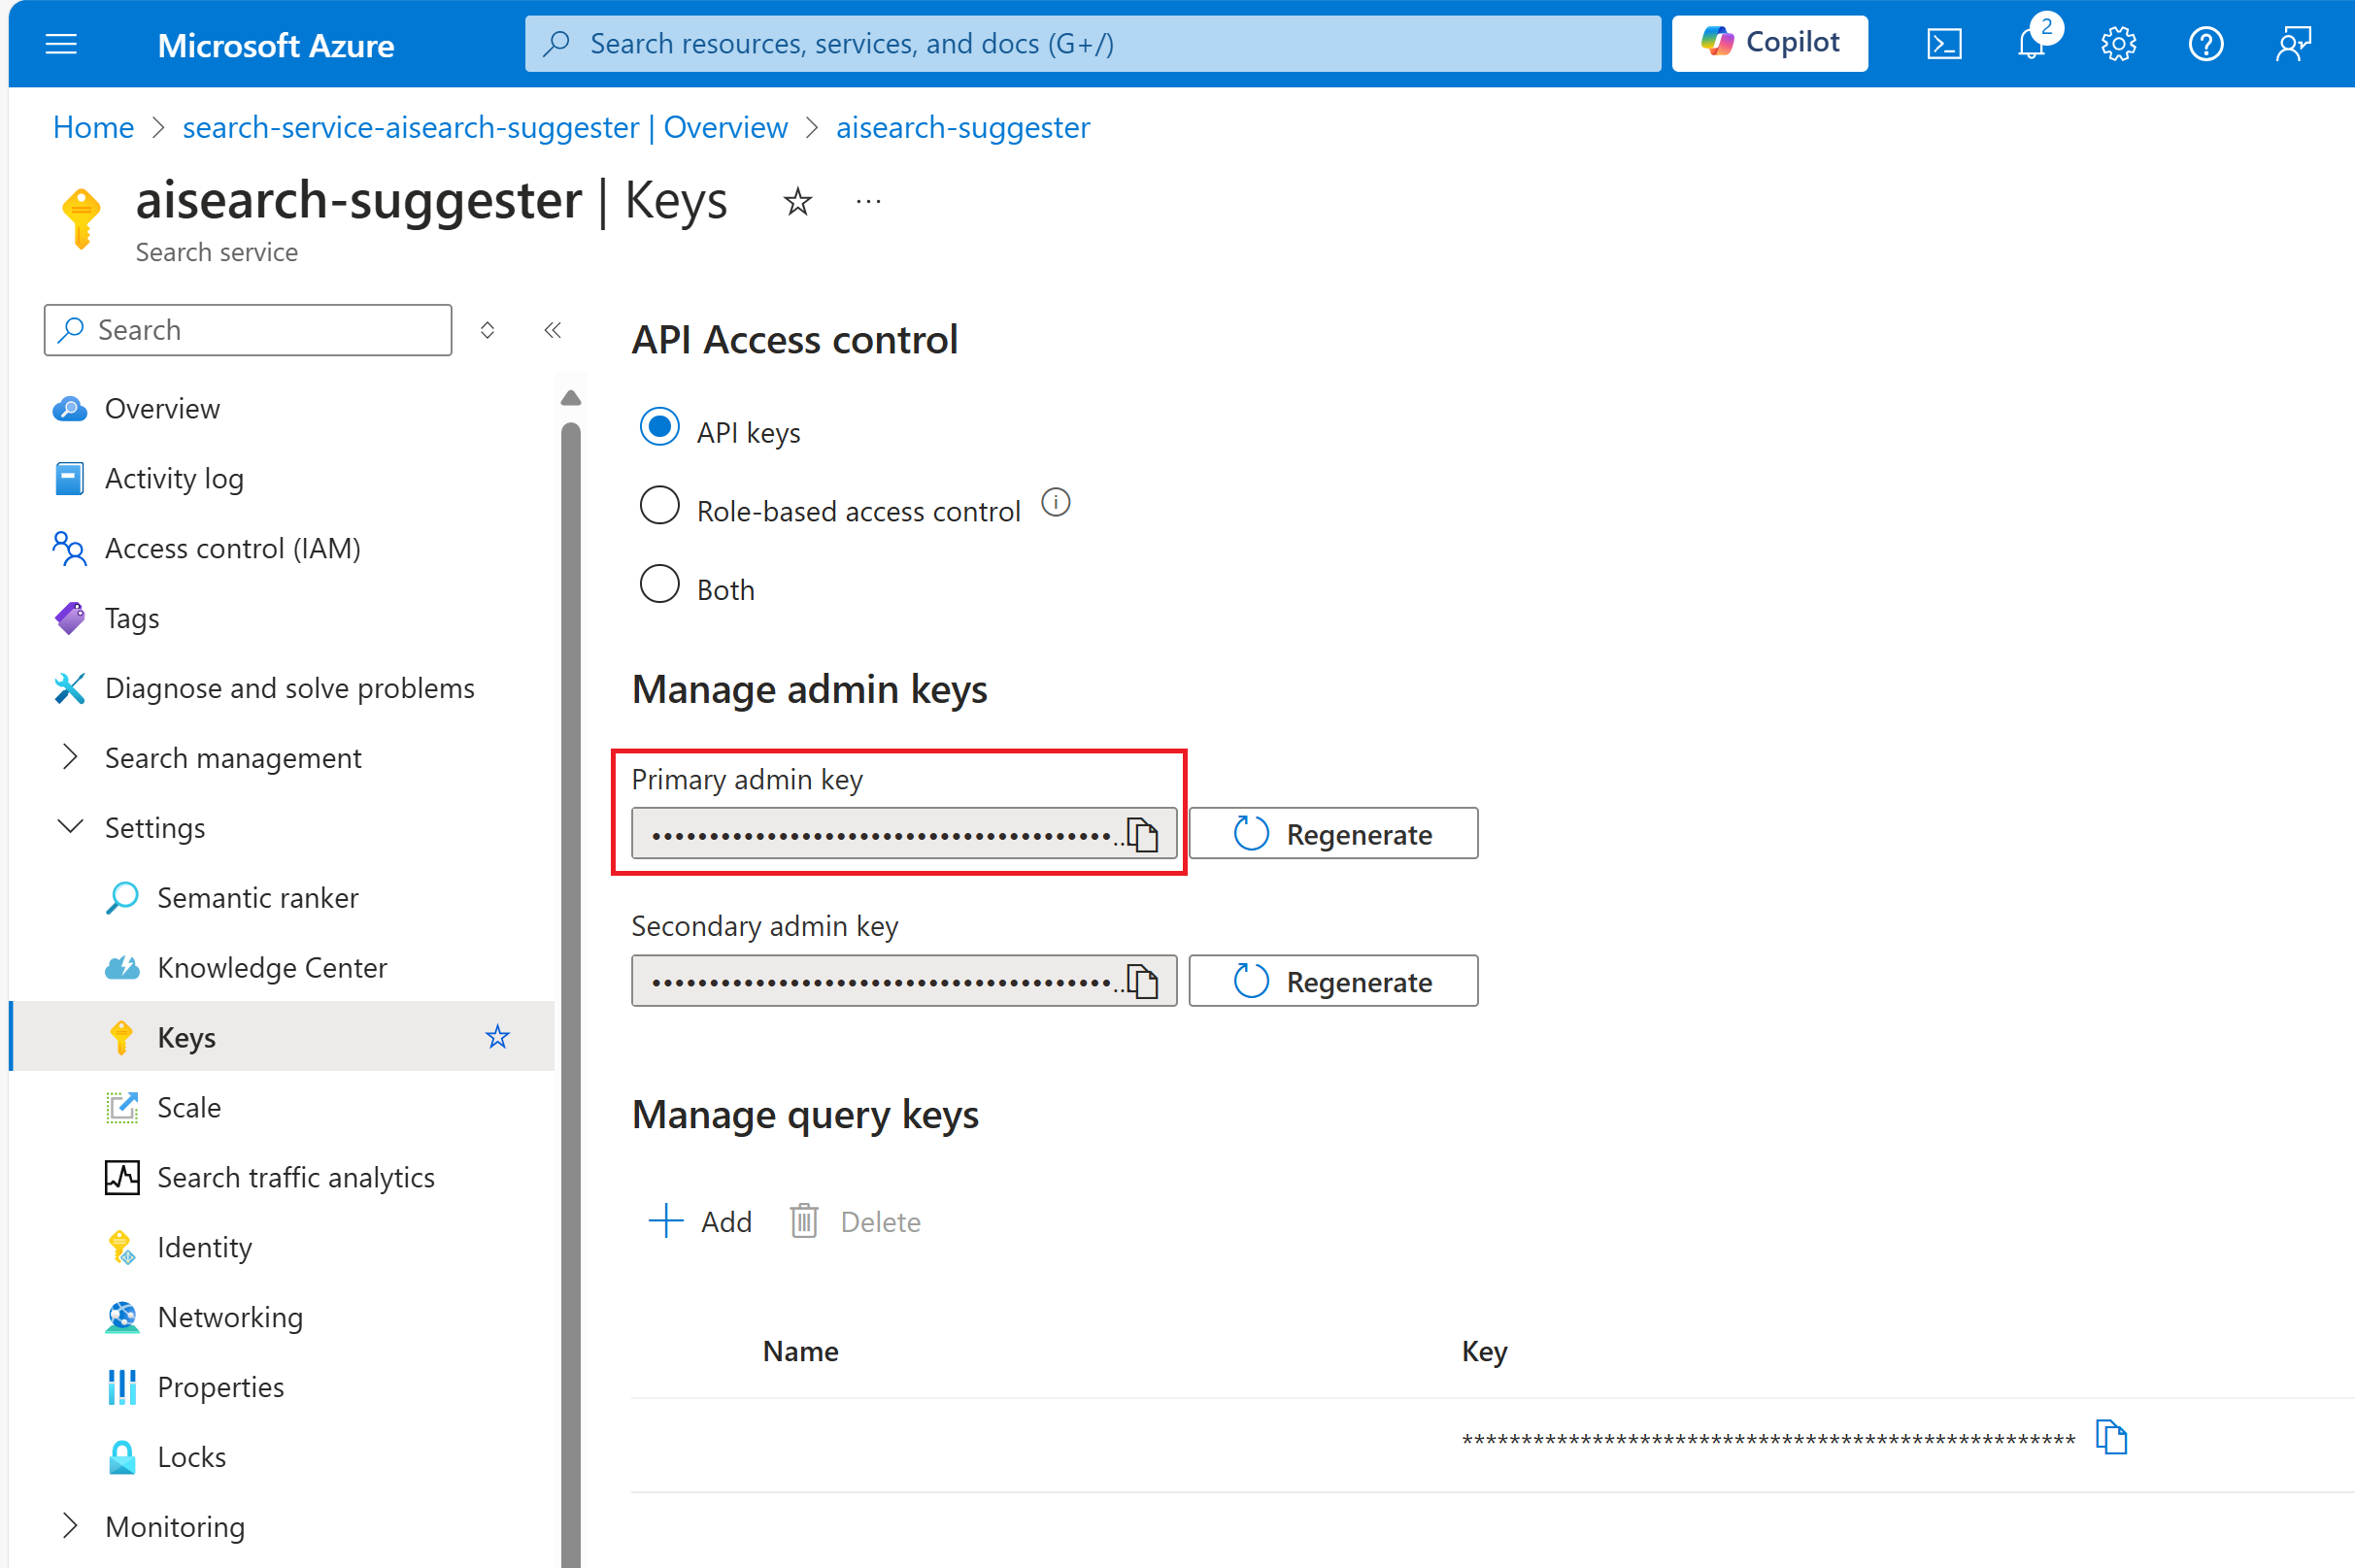 Microsoft Azure
Search resources, services, and docs (G+/)
Copilot
2
Home > search-service-aisearch-suggester | Overview > aisearch-suggester
aisearch-suggester | Keys
...
Search service
Search
Overview
Activity log
Access control (IAM)
Tags
Diagnose and solve problems
Search management
Settings
Semantic ranker
Knowledge Center
Keys
Scale
Search traffic analytics
Identity
Networking
Properties
Locks
Monitoring
API Access control
API keys
Role-based access control
Both
Manage admin keys
Primary admin key
••••••••••••••••••••••••••••••••••••••••...
Regenerate
Secondary admin key
••••••••••••••••••••••••••••••••••••••••...
Regenerate
Manage query keys
Add Delete
Name Key
****************************************************